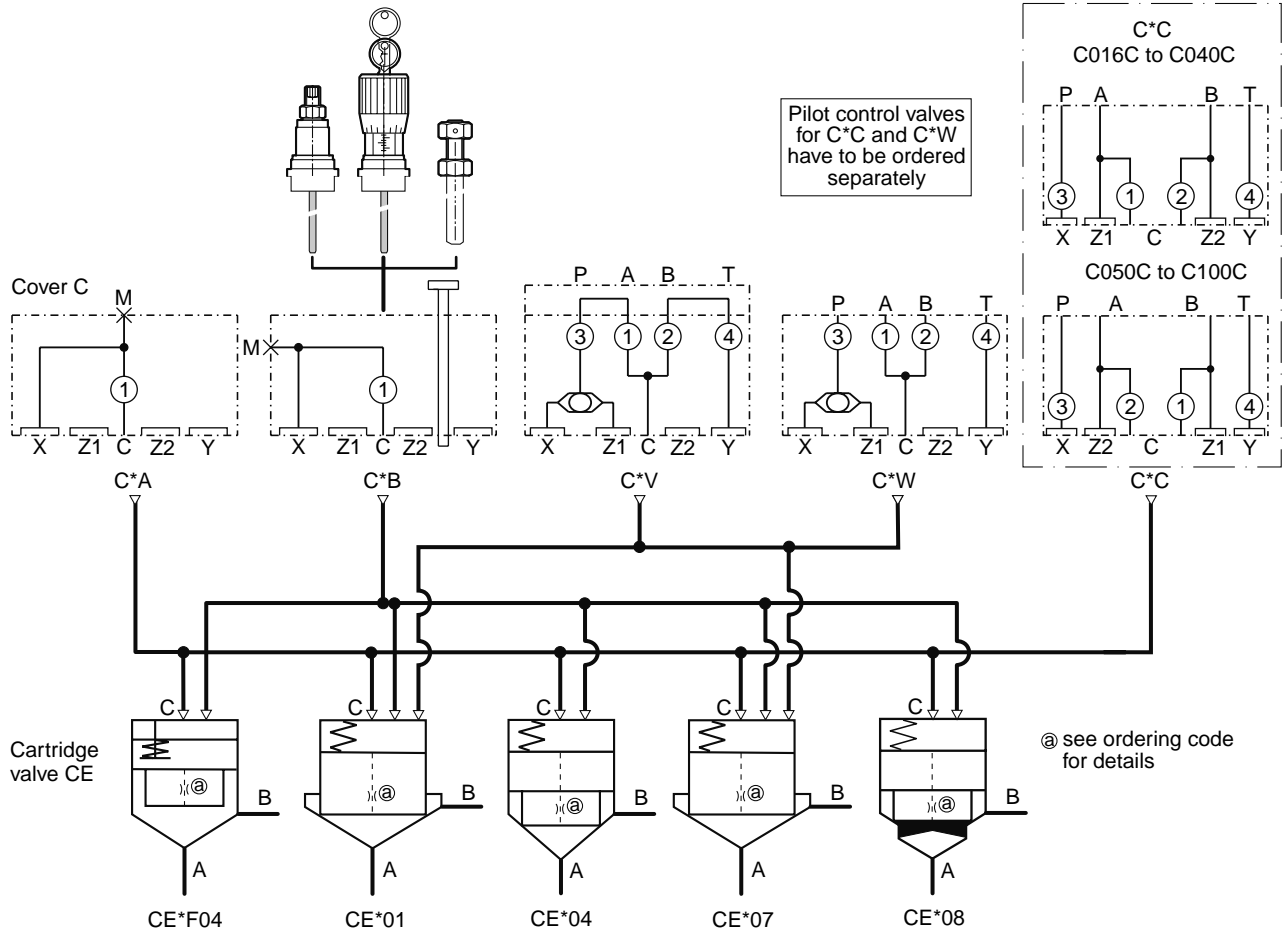 C*C
C016C to C040C
P A B T
3 1 2 4
X Z1 C Z2 Y
Pilot control valves
for C*C and C*W
have to be ordered
separately
C050C to C100C
P A B T
3 2 1 4
X Z2 C Z1 Y
C*C
Cover C
M
1
X Z1 C Z2 Y
C*A
M
1
X Z1 C Z2 Y
C*B
P A B T
3 1 2 4
X Z1 C Z2 Y
C*V
P A B T
3 1 2 4
X Z1 C Z2 Y
C*W
Cartridge
valve CE
C
a
B
A
CE*F04
C
a
B
A
CE*01
C
a
B
A
CE*04
C
a
B
A
CE*07
C
a
B
A
CE*08
ⓐ see ordering code
for details